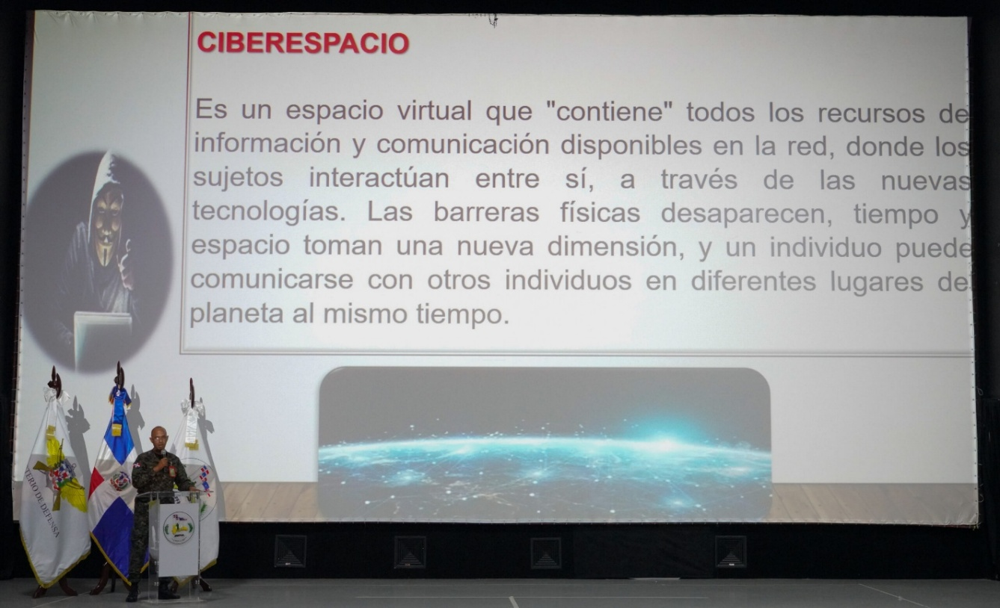 CIBERESPACIO
Es un espacio virtual que "contiene" todos los recursos de
información y comunicación disponibles en la red, donde los
sujetos interactúan entre sí, a través de las nuevas
tecnologías. Las barreras físicas desaparecen, tiempo y
espacio toman una nueva dimensión, y un individuo puede
comunicarse con otros individuos en diferentes lugares de
planeta al mismo tiempo.
TERIO DE DEFENSA